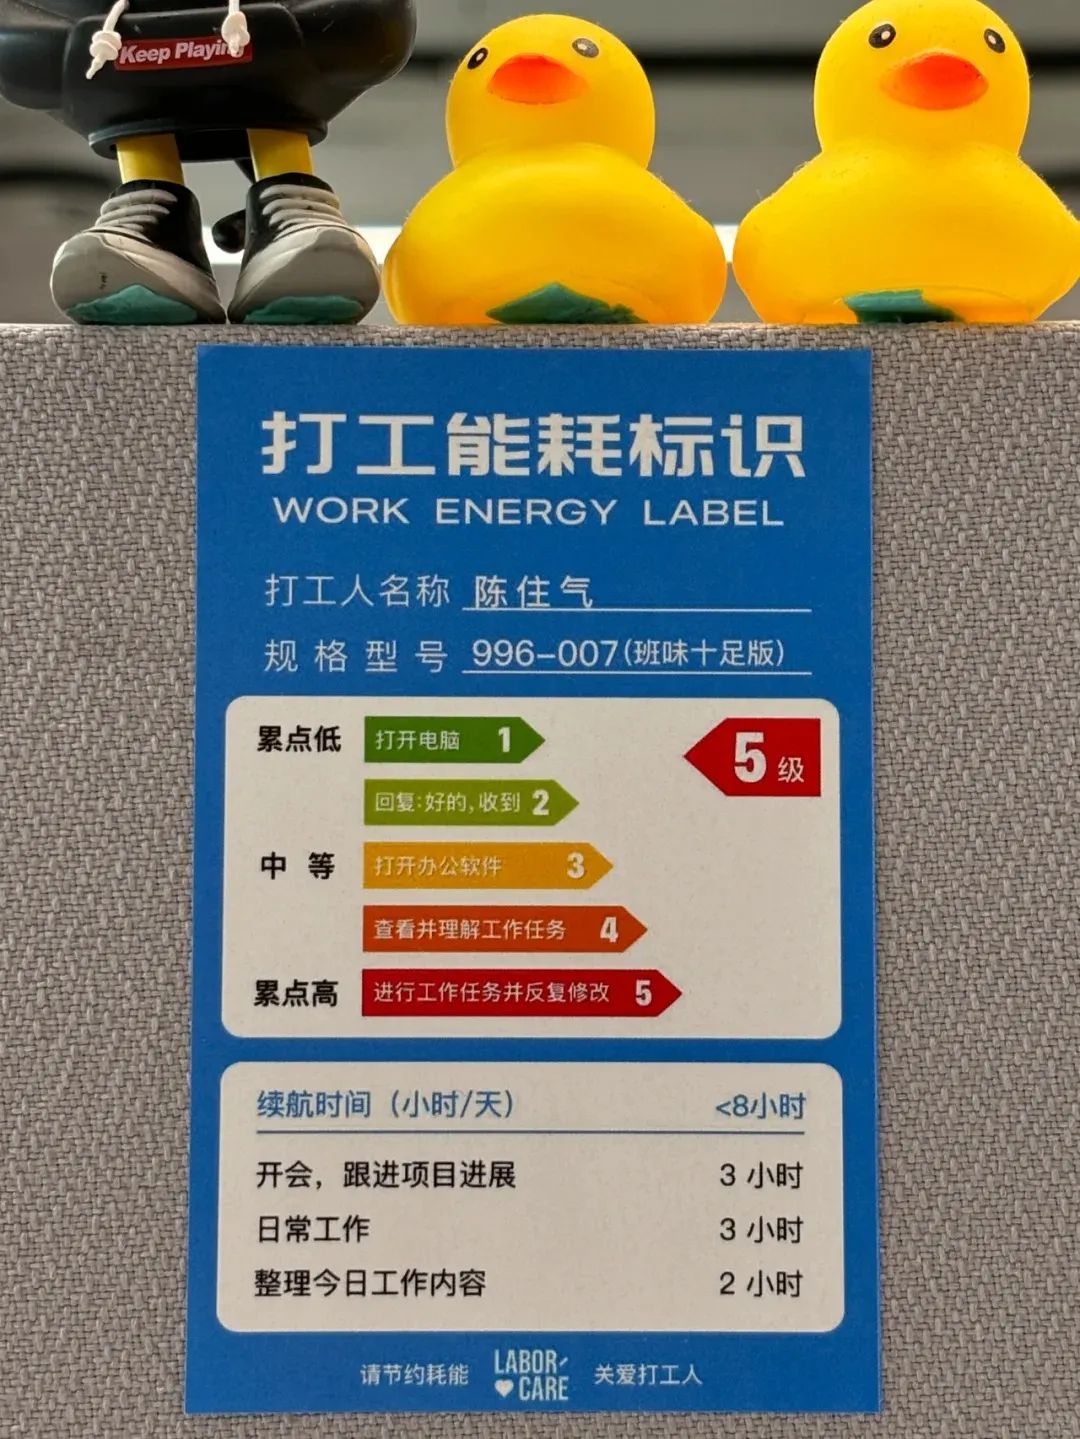 Keep Playing
打工能耗标识
WORK ENERGY LABEL
打工人名称 陈住气
规格型号 996-007(班味十足版)
累点低 打开电脑 1
5级
回复:好的,收到 2
中等 打开办公软件 3
查看并理解工作任务 4
累点高 进行工作任务并反复修改 5
续航时间（小时/天） <8小时
开会，跟进项目进展 3 小时
日常工作 3 小时
整理今日工作内容 2 小时
请节约耗能 LABOR CARE 关爱打工人